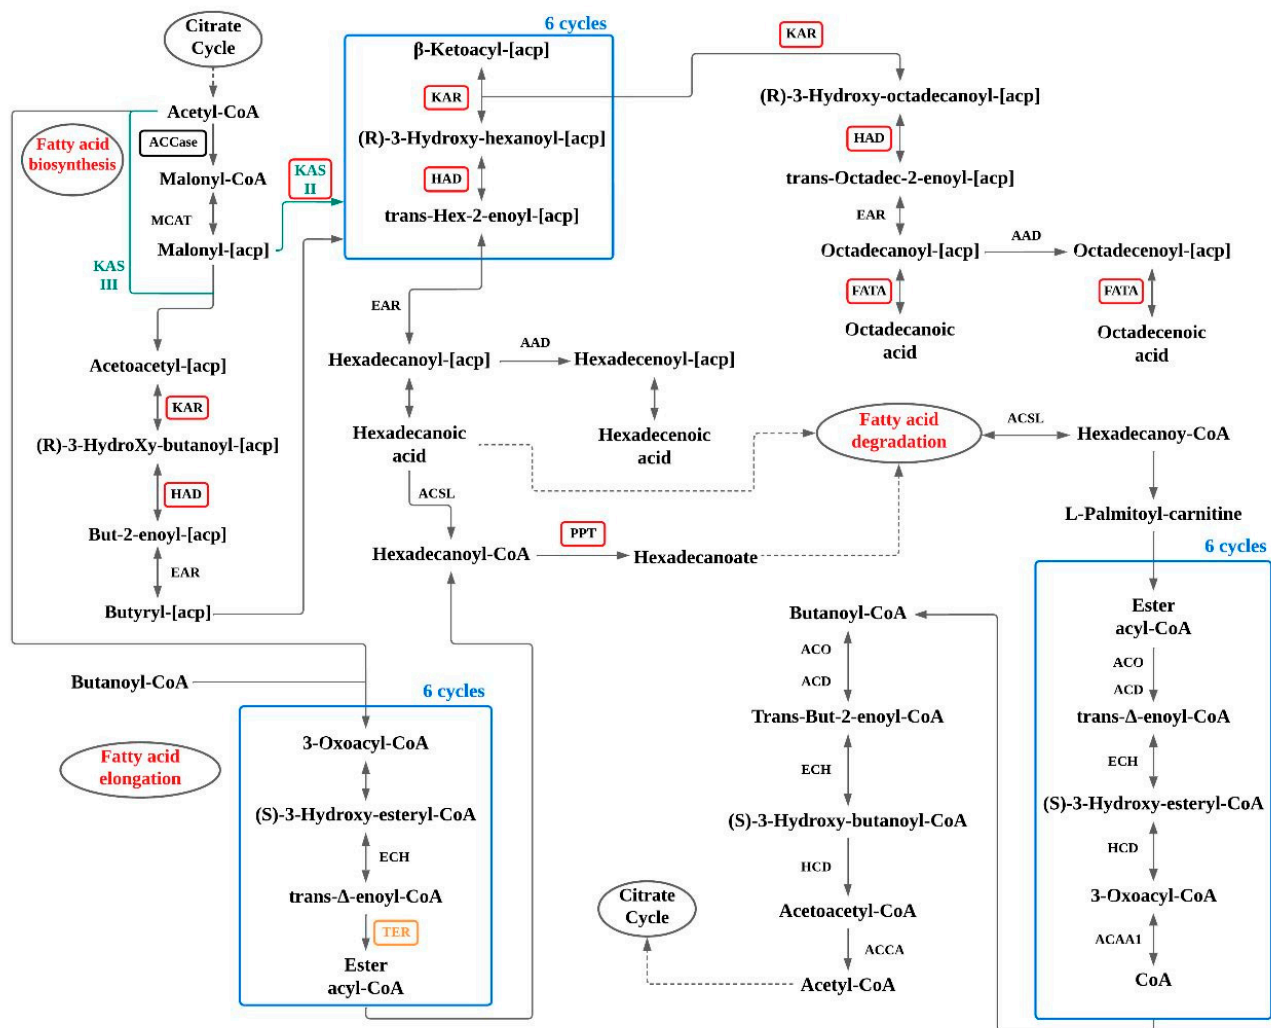 Citrate
Cycle
Acetyl-CoA
ACCase
Fatty acid
biosynthesis
Malonyl-CoA
MCAT
Malonyl-[acp]
KAS
III
KAS
II
Acetoacetyl-[acp]
KAR
(R)-3-HydroXy-butanoyl-[acp]
HAD
But-2-enoyl-[acp]
EAR
Butyryl-[acp]
6 cycles
β-Ketoacyl-[acp]
KAR
(R)-3-Hydroxy-hexanoyl-[acp]
HAD
trans-Hex-2-enoyl-[acp]
EAR
Hexadecanoyl-[acp]
AAD
Hexadecenoyl-[acp]
Hexadecanoic
acid
Hexadecenoic
acid
ACSL
Hexadecanoyl-CoA
PPT
Hexadecanoate
KAR
(R)-3-Hydroxy-octadecanoyl-[acp]
HAD
trans-Octadec-2-enoyl-[acp]
EAR
Octadecanoyl-[acp]
AAD
Octadecenoyl-[acp]
FATA
FATA
Octadecanoic
acid
Octadecenoic
acid
Fatty acid
degradation
ACSL
Hexadecanoy-CoA
L-Palmitoyl-carnitine
6 cycles
Ester
acyl-CoA
ACO
ACD
trans-Δ-enoyl-CoA
ECH
(S)-3-Hydroxy-esteryl-CoA
HCD
3-Oxoacyl-CoA
ACAA1
CoA
Butanoyl-CoA
ACO
ACD
Trans-But-2-enoyl-CoA
ECH
(S)-3-Hydroxy-butanoyl-CoA
HCD
Acetoacetyl-CoA
ACCA
Acetyl-CoA
Citrate
Cycle
Butanoyl-CoA
Fatty acid
elongation
6 cycles
3-Oxoacyl-CoA
(S)-3-Hydroxy-esteryl-CoA
ECH
trans-Δ-enoyl-CoA
TER
Ester
acyl-CoA